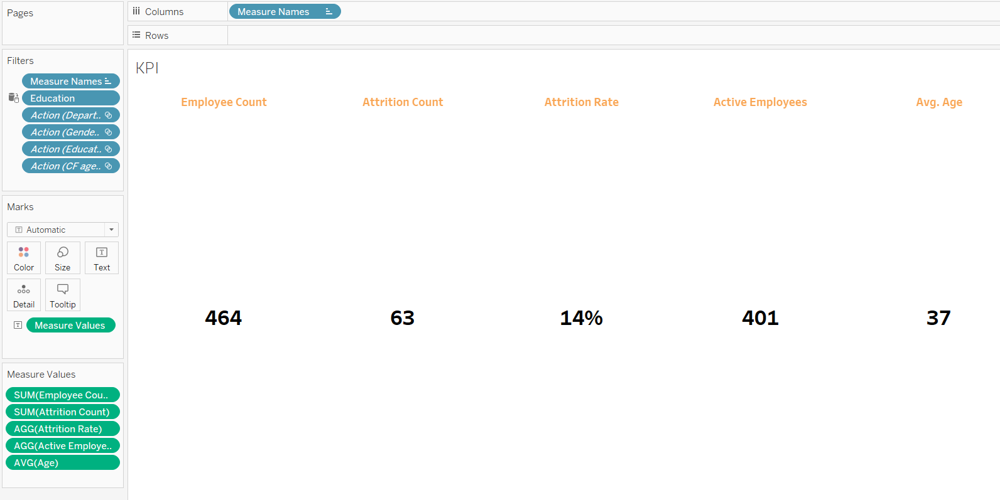 Pages
Columns
Measure Names
Rows
Filters
Measure Names
Education
Action (Depart..
Action (Gende..
Action (Educat..
Action (CF age..
Marks
Automatic
Color
Size
Text
Detail
Tooltip
Measure Values
Measure Values
SUM(Employee Cou..
SUM(Attrition Count)
AGG(Attrition Rate)
AGG(Active Employe..
AVG(Age)
KPI
Employee Count Attrition Count Attrition Rate Active Employees Avg. Age
464 63 14% 401 37